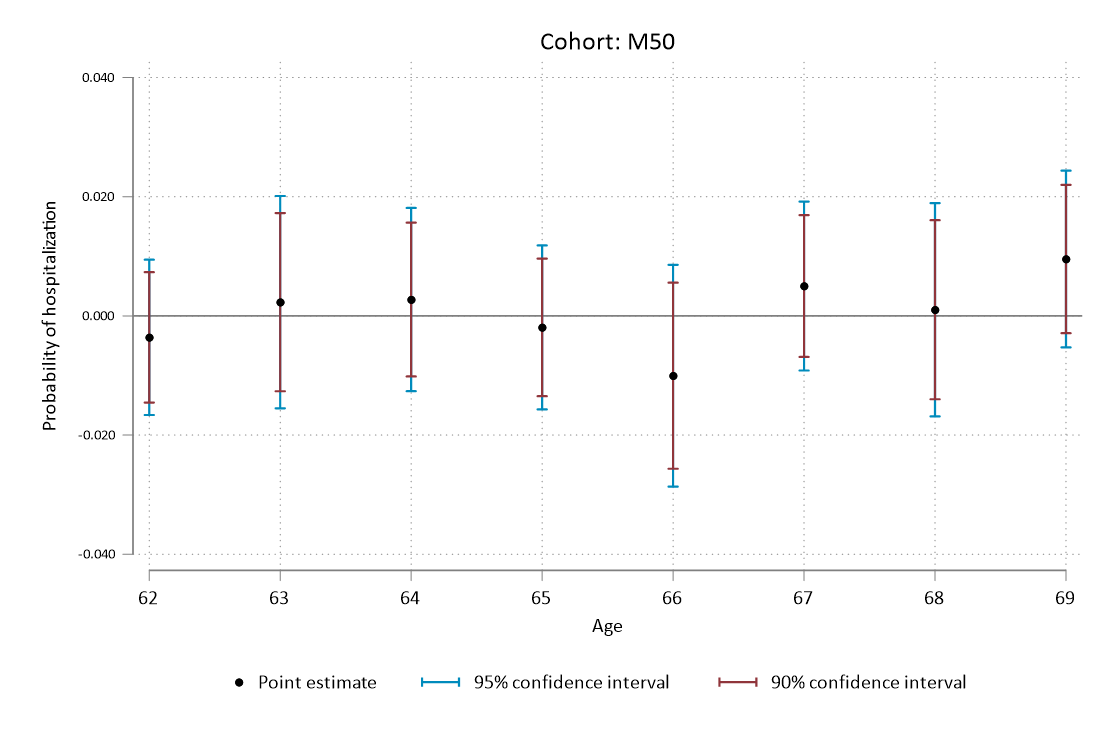 Cohort: M50
0.040
0.020
0.000
-0.020
-0.040
Probability of hospitalization
62 63 64 65 66 67 68 69
Age
Point estimate 95% confidence interval 90% confidence interval